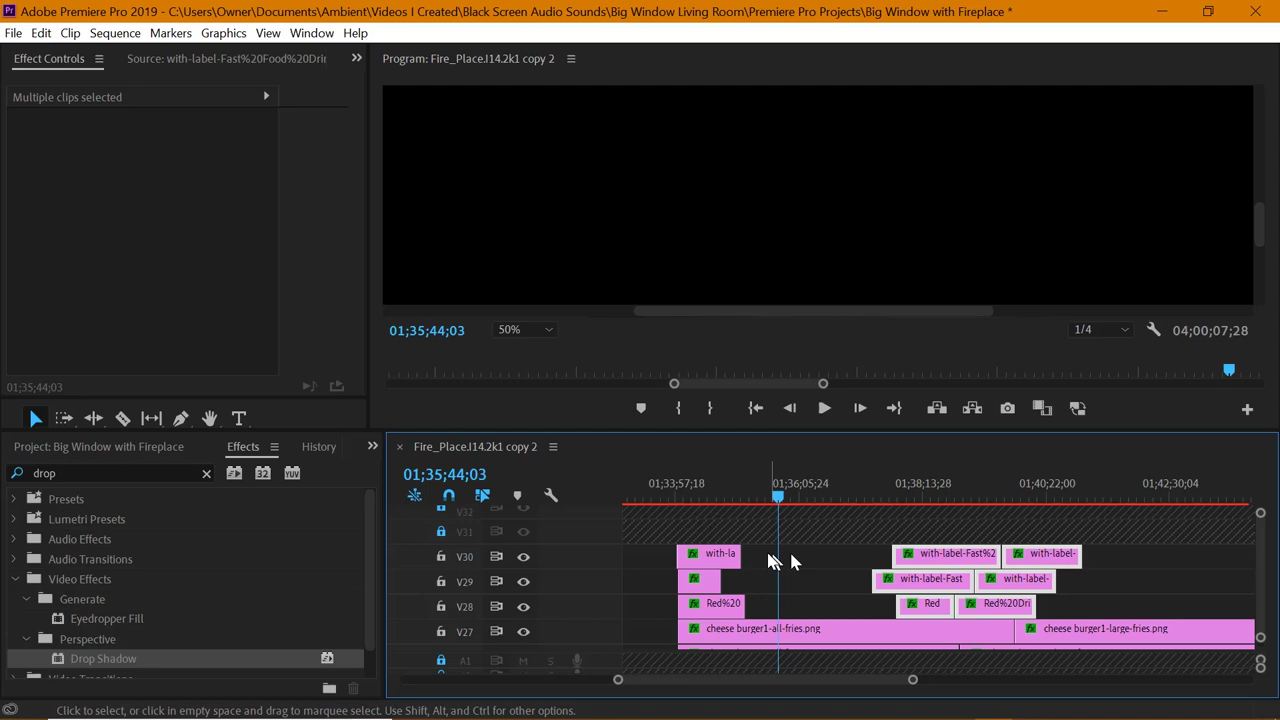 Adobe Premiere Pro 2019 - C:\Users\Owner\Documents\Ambient\Videos I Created\Black Screen Audio Sounds\Big Window Living Room\Premiere Pro Projects\Big Window with Fireplace *
File Edit Clip Sequence Markers Graphics View Window Help
Effect Controls Source: with-label-Fast%20Food%20Drin
Program: Fire_Place.l14.2k1 copy 2
Multiple clips selected
01;35;44;03 50% 1/4 04;00;07;28
01;35;44;03
Project: Big Window with Fireplace Effects History
Fire_Place.l14.2k1 copy 2
drop
01;35;44;03
01;33;57;18 01;36;05;24 01;38;13;28 01;40;22;00 01;42;30;04
Presets
Lumetri Presets
Audio Effects
Audio Transitions
Video Effects
Generate
Eyedropper Fill
Perspective
Drop Shadow
V32
V31
V30 with-la with-label-Fast%2 with-label-
V29 with-label-Fast with-label-
V28 Red%20 Red Red%20Dri
V27 cheese burger1-all-fries.png cheese burger1-large-fries.png
A1 M S
Click to select, or click in empty space and drag to marquee select. Use Shift, Alt, and Ctrl for other options.